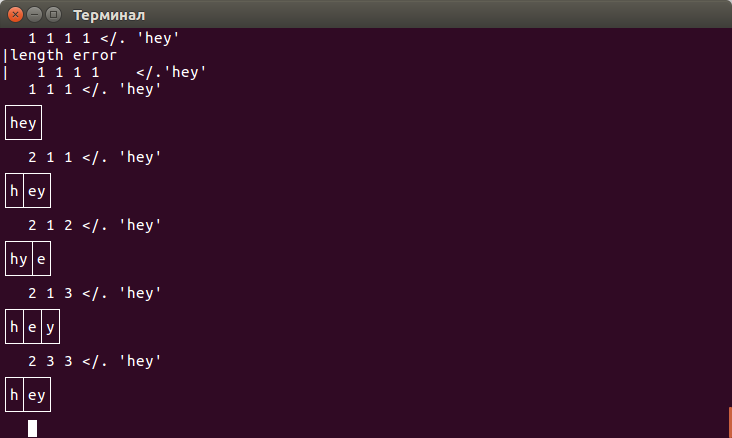 Терминал
1 1 1 1 </. 'hey'
|length error
|   1 1 1 1    </.'hey'
1 1 1 </. 'hey'
hey
2 1 1 </. 'hey'
h ey
2 1 2 </. 'hey'
hy e
2 1 3 </. 'hey'
h e y
2 3 3 </. 'hey'
h ey